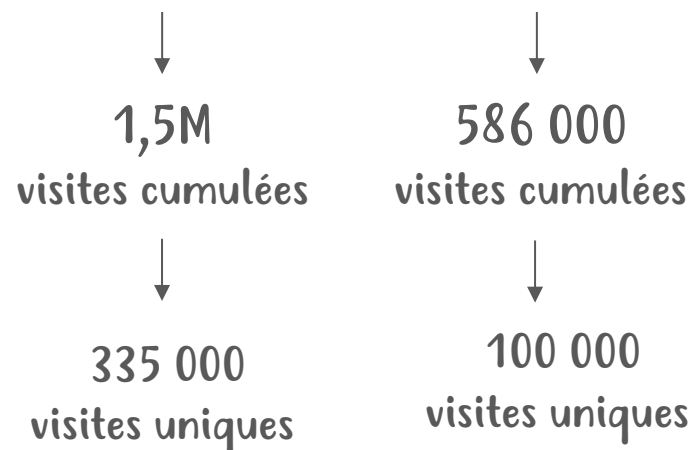 1,5M
visites cumulées
335 000
visites uniques
586 000
visites cumulées
100 000
visites uniques